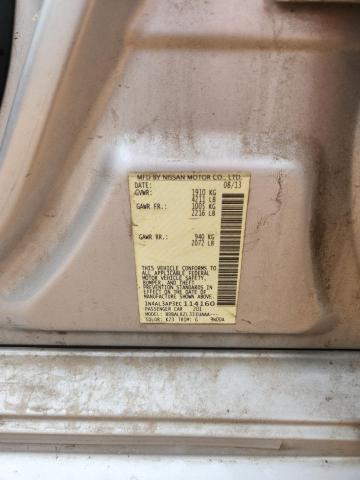 MFD BY NISSAN MOTOR CO., LTD.
DATE: 08/13
GVWR: 1910 KG
4211 LB
GAWR FR: 1005 KG
2216 LB
GAWR RR: 940 KG
2072 LB
THIS VEHICLE CONFORMS TO
ALL APPLICABLE FEDERAL
MOTOR VEHICLE SAFETY,
BUMPER, AND THEFT
PREVENTION STANDARDS IN
EFFECT ON THE DATE OF
MANUFACTURE SHOWN ABOVE
1N4AL3AP3EC114160
PASSENGER CAR 201
COLOR: K23 TRIM: G